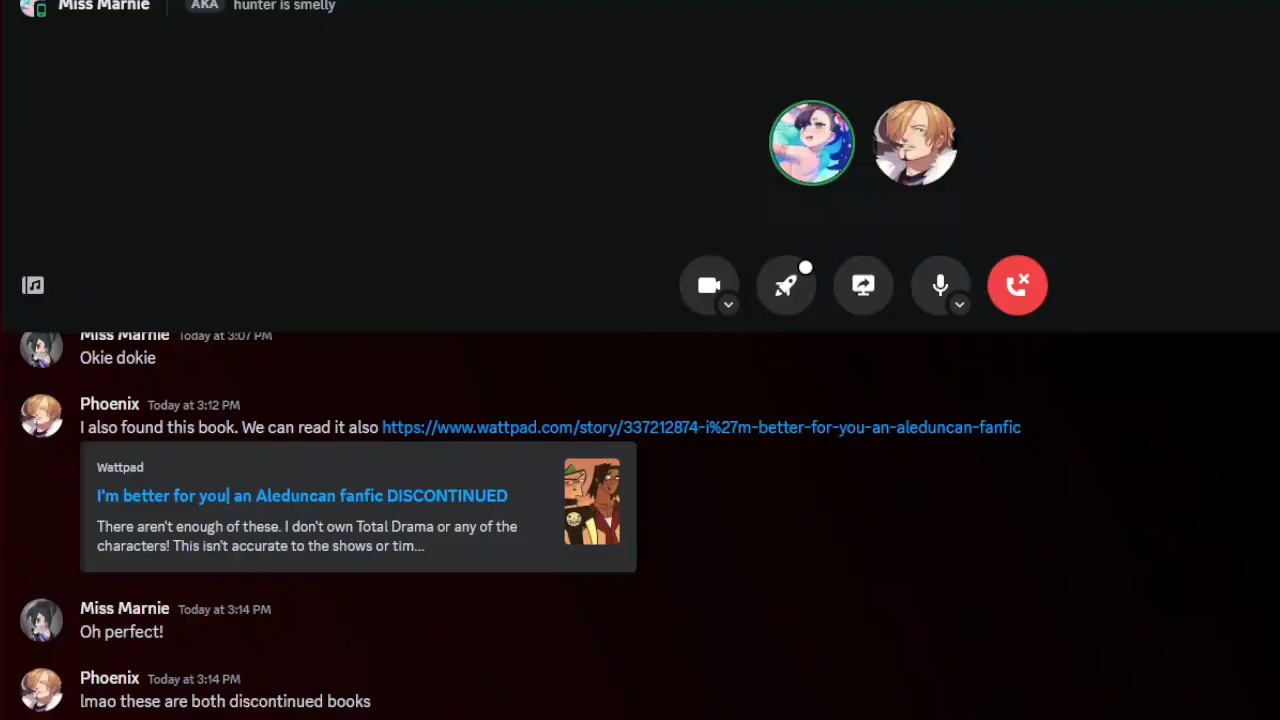 Miss Marnie AKA hunter is smelly
Miss Marnie Today at 3:07 PM
Okie dokie
Phoenix Today at 3:12 PM
I also found this book. We can read it also https://www.wattpad.com/story/337212874-i%27m-better-for-you-an-aleduncan-fanfic
Wattpad
I'm better for you| an Aleduncan fanfic DISCONTINUED
There aren't enough of these. I don't own Total Drama or any of the
characters! This isn't accurate to the shows or tim...
Miss Marnie Today at 3:14 PM
Oh perfect!
Phoenix Today at 3:14 PM
lmao these are both discontinued books